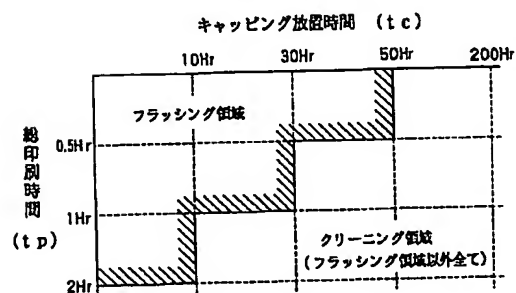 キャッピング放置時間 (tc)
10Hr 30Hr 50Hr 200Hr
フラッシング領域
総印別時間
(tp)
0.5Hr
1Hr
2Hr
クリーニング領域
(フラッシング領域以外全て)